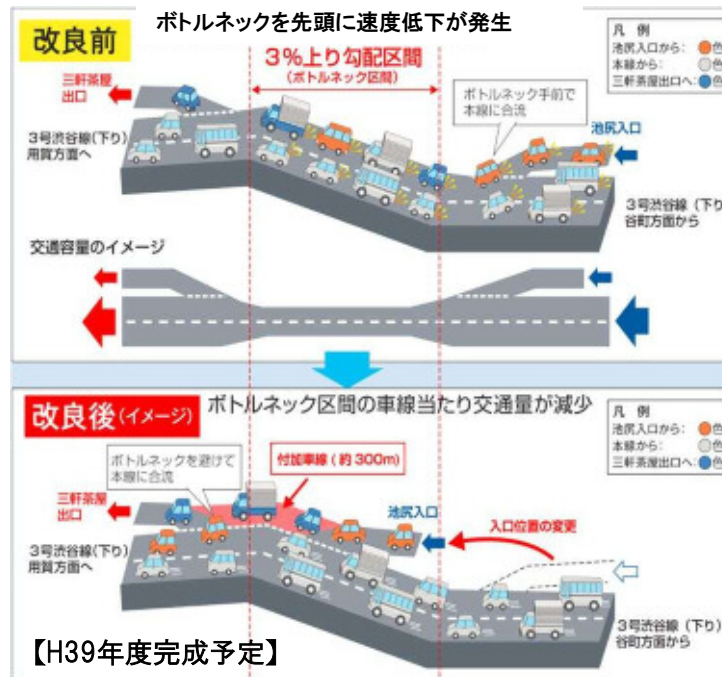 ボトルネックを先頭に速度低下が発生
改良前
3%上り勾配区間
(ボトルネック区間)
凡 例
池尻入口から: 色
本線から: 色
三軒茶屋出口へ: 色
三軒茶屋
出口
ボトルネック手前で
本線に合流
池尻入口
3号渋谷線(下り)
用賀方面へ
3号渋谷線(下り
谷町方面から
交通容量のイメージ
改良後(イメージ)
ボトルネック区間の車線当たり交通量が減少
凡 例
池尻入口から: 色
本線から: 色
三軒茶屋出口へ: 色
ボトルネックを避けて
本線に合流
付加車線(約300m)
三軒茶屋
出口
池尻入口
入口位置の変更
3号渋谷線(下り)
用賀方面へ
3号渋谷線(下り)
谷町方面から
【H39年度完成予定】